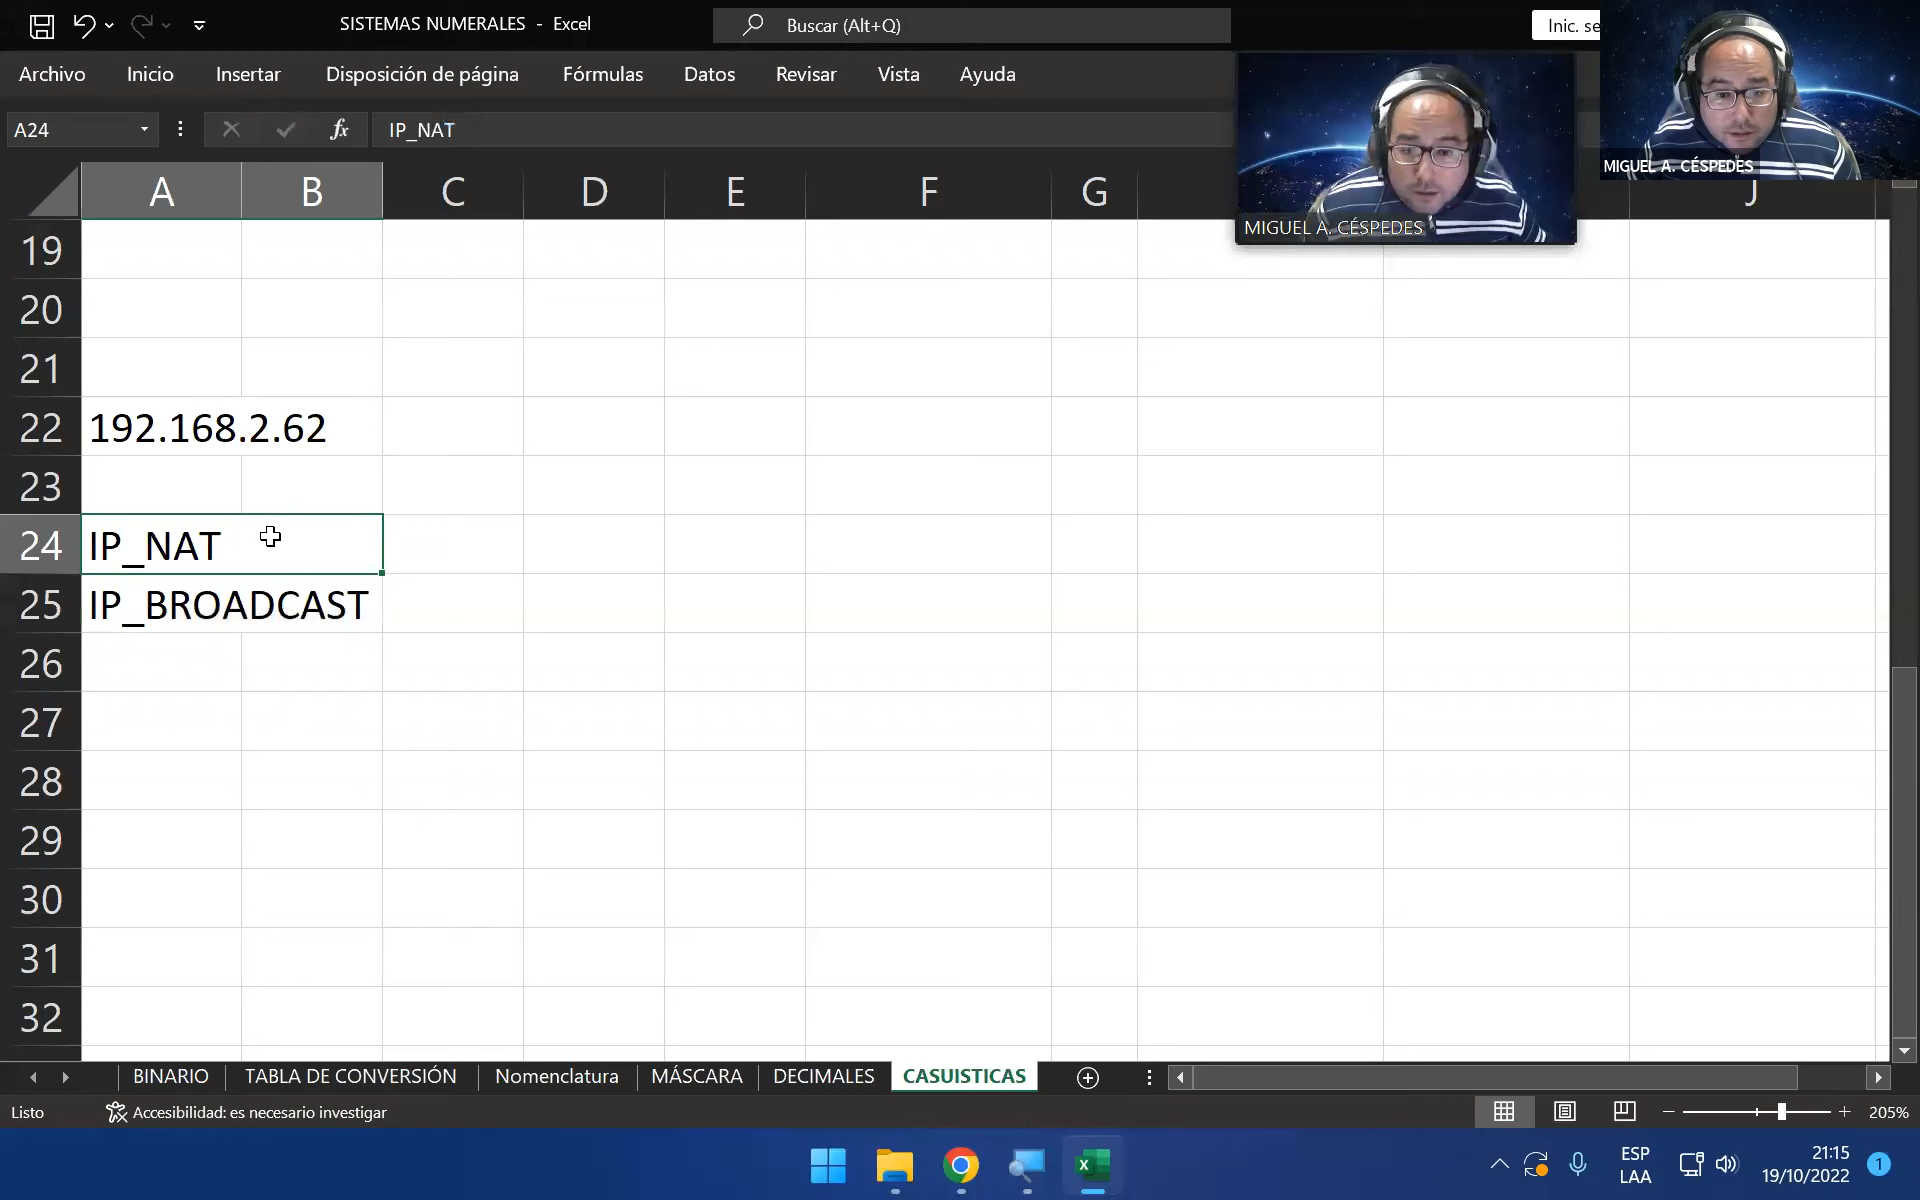 SISTEMAS NUMERALES - Excel
Buscar (Alt+Q)
Inic. se
Archivo
Inicio
Insertar
Disposición de página
Fórmulas
Datos
Revisar
Vista
Ayuda
MIGUEL A. CÉSPEDES
MIGUEL A. CÉSPEDES
A24
fx
IP_NAT
A B C D E F G J
19
20
21
22 192.168.2.62
23
24 IP_NAT
25 IP_BROADCAST
26
27
28
29
30
31
32
BINARIO
TABLA DE CONVERSIÓN
Nomenclatura
MÁSCARA
DECIMALES
CASUISTICAS
Listo
Accesibilidad: es necesario investigar
205%
ESP
LAA
21:15
19/10/2022
1